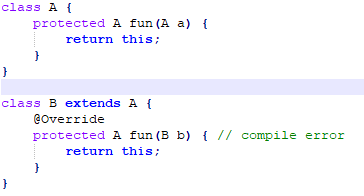 class A {
    protected A fun(A a) {
        return this;
    }
}

class B extends A {
    @Override
    protected A fun(B b) { // compile error
        return this;
    }
}